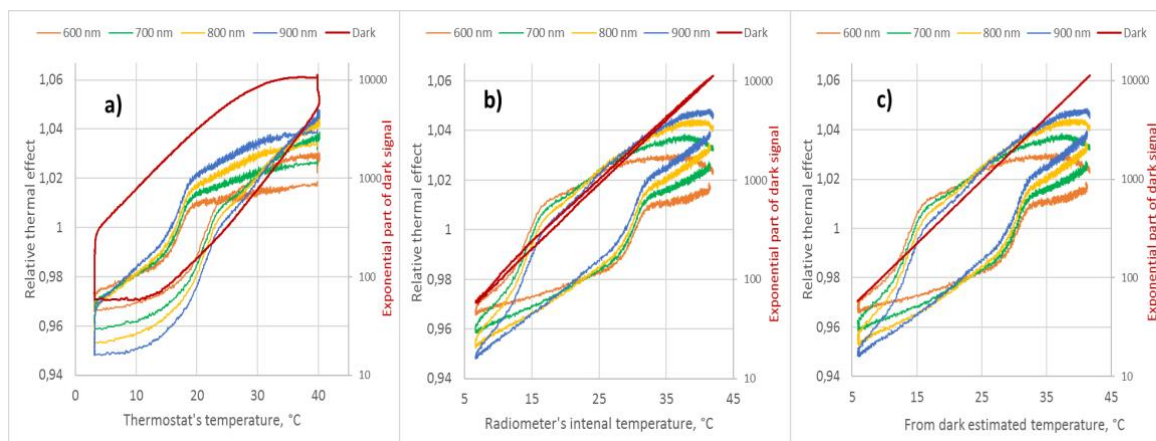 600 nm 700 nm 800 nm 900 nm Dark
a)
Relative thermal effect
1,06
1,04
1,02
1
0,98
0,96
0,94
10000
1000
100
10
Exponential part of dark signal
0 10 20 30 40
Thermostat's temperature, °C
600 nm 700 nm 800 nm 900 nm Dark
b)
Relative thermal effect
1,06
1,04
1,02
1
0,98
0,96
0,94
10000
1000
100
10
Exponential part of dark signal
5 15 25 35 45
Radiometer's intenal temperature, °C
600 nm 700 nm 800 nm 900 nm Dark
c)
Relative thermal effect
1,06
1,04
1,02
1
0,98
0,96
0,94
10000
1000
100
10
Exponential part of dark signal
5 15 25 35 45
From dark estimated temperature, °C